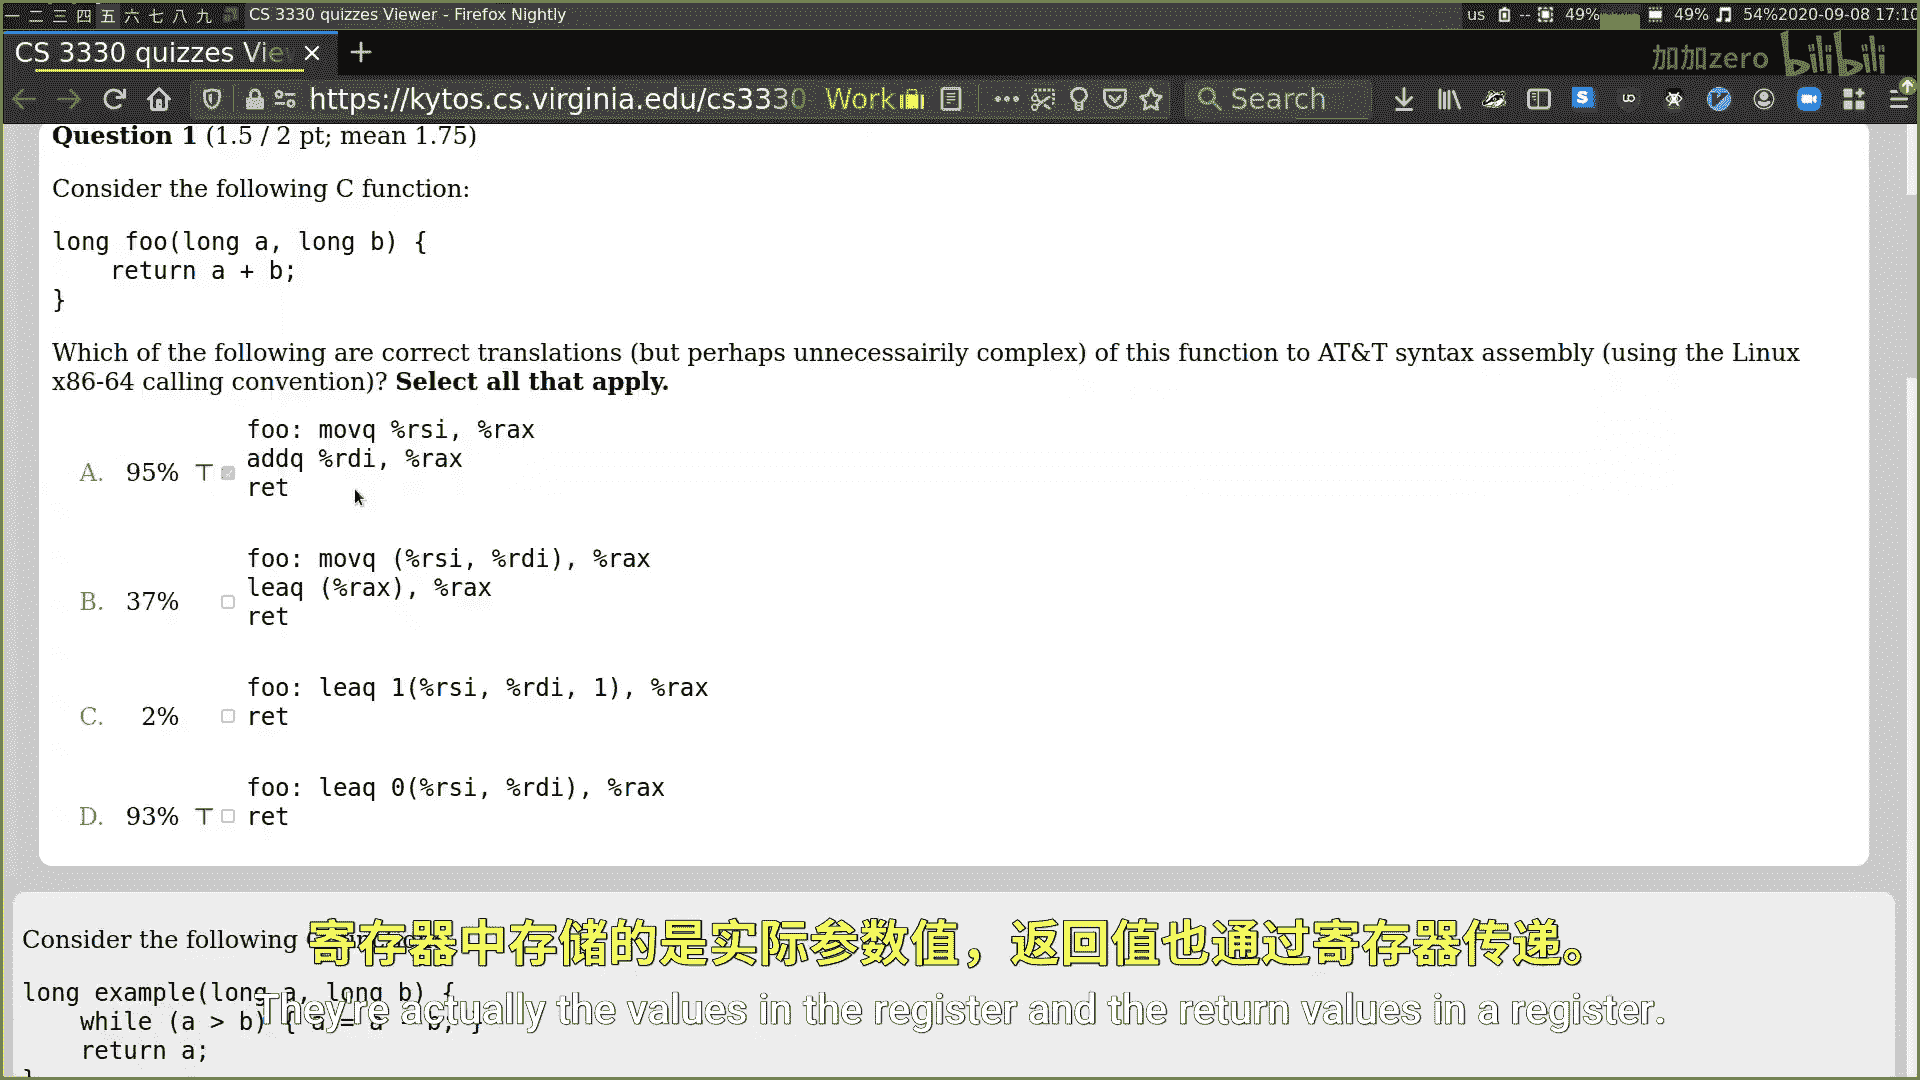 一 二 三 四 五 六 七 八 九 CS 3330 quizzes Viewer - Firefox Nightly us -- 49% 49% 54% 2020-09-08 17:10
CS 3330 quizzes Vie
加加zero bilibili
https://kytos.cs.virginia.edu/cs3330 Work Search
Question 1 (1.5 / 2 pt; mean 1.75)
Consider the following C function:
long foo(long a, long b) {
return a + b;
}
Which of the following are correct translations (but perhaps unnecessairily complex) of this function to AT&T syntax assembly (using the Linux
x86-64 calling convention)? Select all that apply.
foo: movq %rsi, %rax
addq %rdi, %rax
A. 95% ⊤
ret
foo: movq (%rsi, %rdi), %rax
leaq (%rax), %rax
B. 37%
ret
foo: leaq 1(%rsi, %rdi, 1), %rax
C. 2% ret
foo: leaq 0(%rsi, %rdi), %rax
D. 93% ⊤ ret
Consider the following
寄存器中存储的是实际参数值，返回值也通过寄存器传递。
long example(long a, long b) {
They're actually the values in the register and the return values in a register.
while (a > b) { a = a - b; }
return a;
}